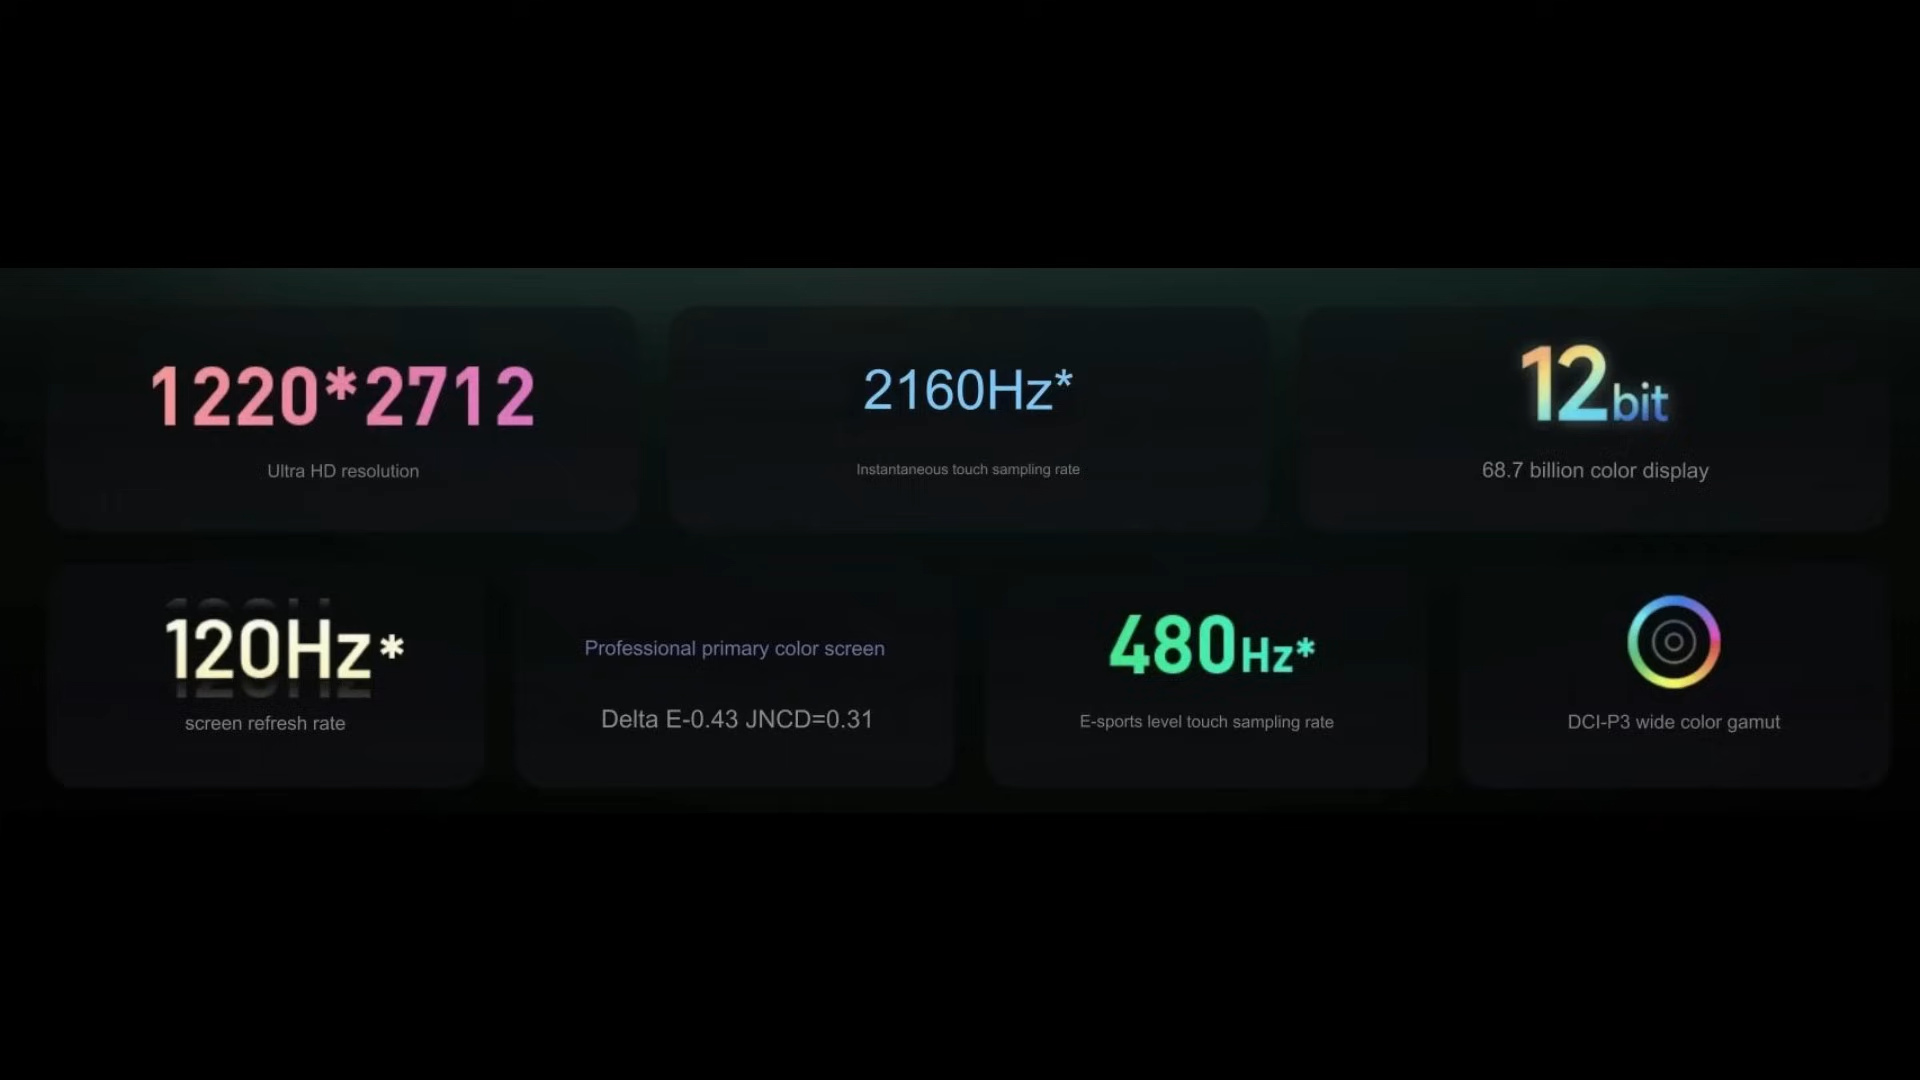 1220*2712
Ultra HD resolution
2160Hz*
Instantaneous touch sampling rate
12bit
68.7 billion color display
120Hz*
screen refresh rate
Professional primary color screen
Delta E-0.43 JNCD=0.31
480Hz*
E-sports level touch sampling rate
DCI-P3 wide color gamut